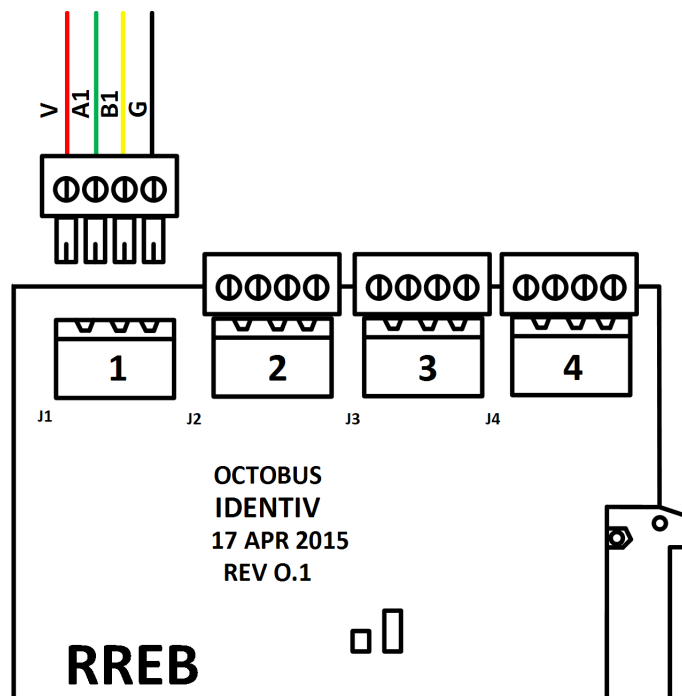 V A1 B1 G
1 2 3 4
J1 J2 J3 J4
OCTOBUS
IDENTIV
17 APR 2015
REV O.1
RREB